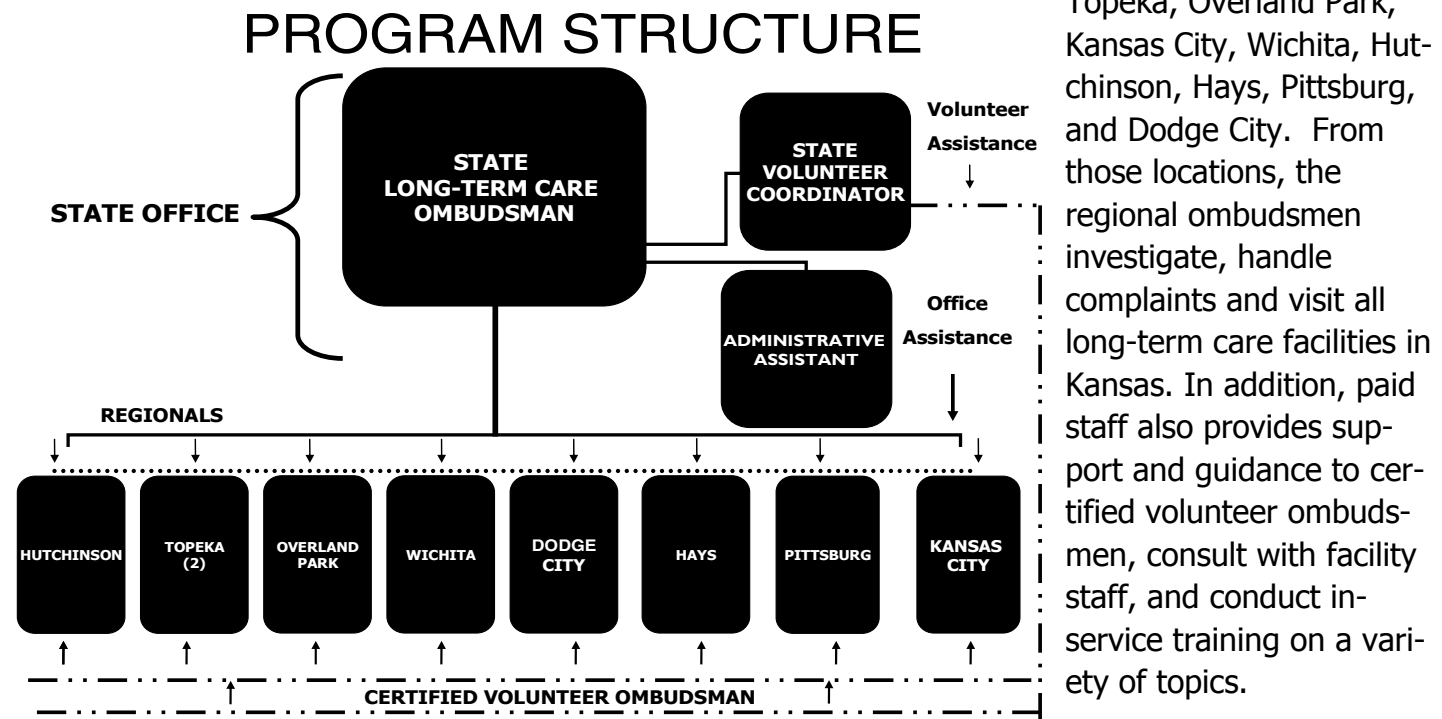 PROGRAM STRUCTURE
STATE OFFICE
STATE
LONG-TERM CARE
OMBUDSMAN
STATE
VOLUNTEER
COORDINATOR
Volunteer
Assistance
ADMINISTRATIVE
ASSISTANT
Office
Assistance
REGIONALS
HUTCHINSON
TOPEKA
(2)
OVERLAND
PARK
WICHITA
DODGE
CITY
HAYS
PITTSBURG
KANSAS
CITY
CERTIFIED VOLUNTEER OMBUDSMAN
Topeka, Overland Park,
Kansas City, Wichita, Hut-
chinson, Hays, Pittsburg,
and Dodge City. From
those locations, the
regional ombudsmen
investigate, handle
complaints and visit all
long-term care facilities in
Kansas. In addition, paid
staff also provides sup-
port and guidance to cer-
tified volunteer ombuds-
men, consult with facility
staff, and conduct in-
service training on a vari-
ety of topics.